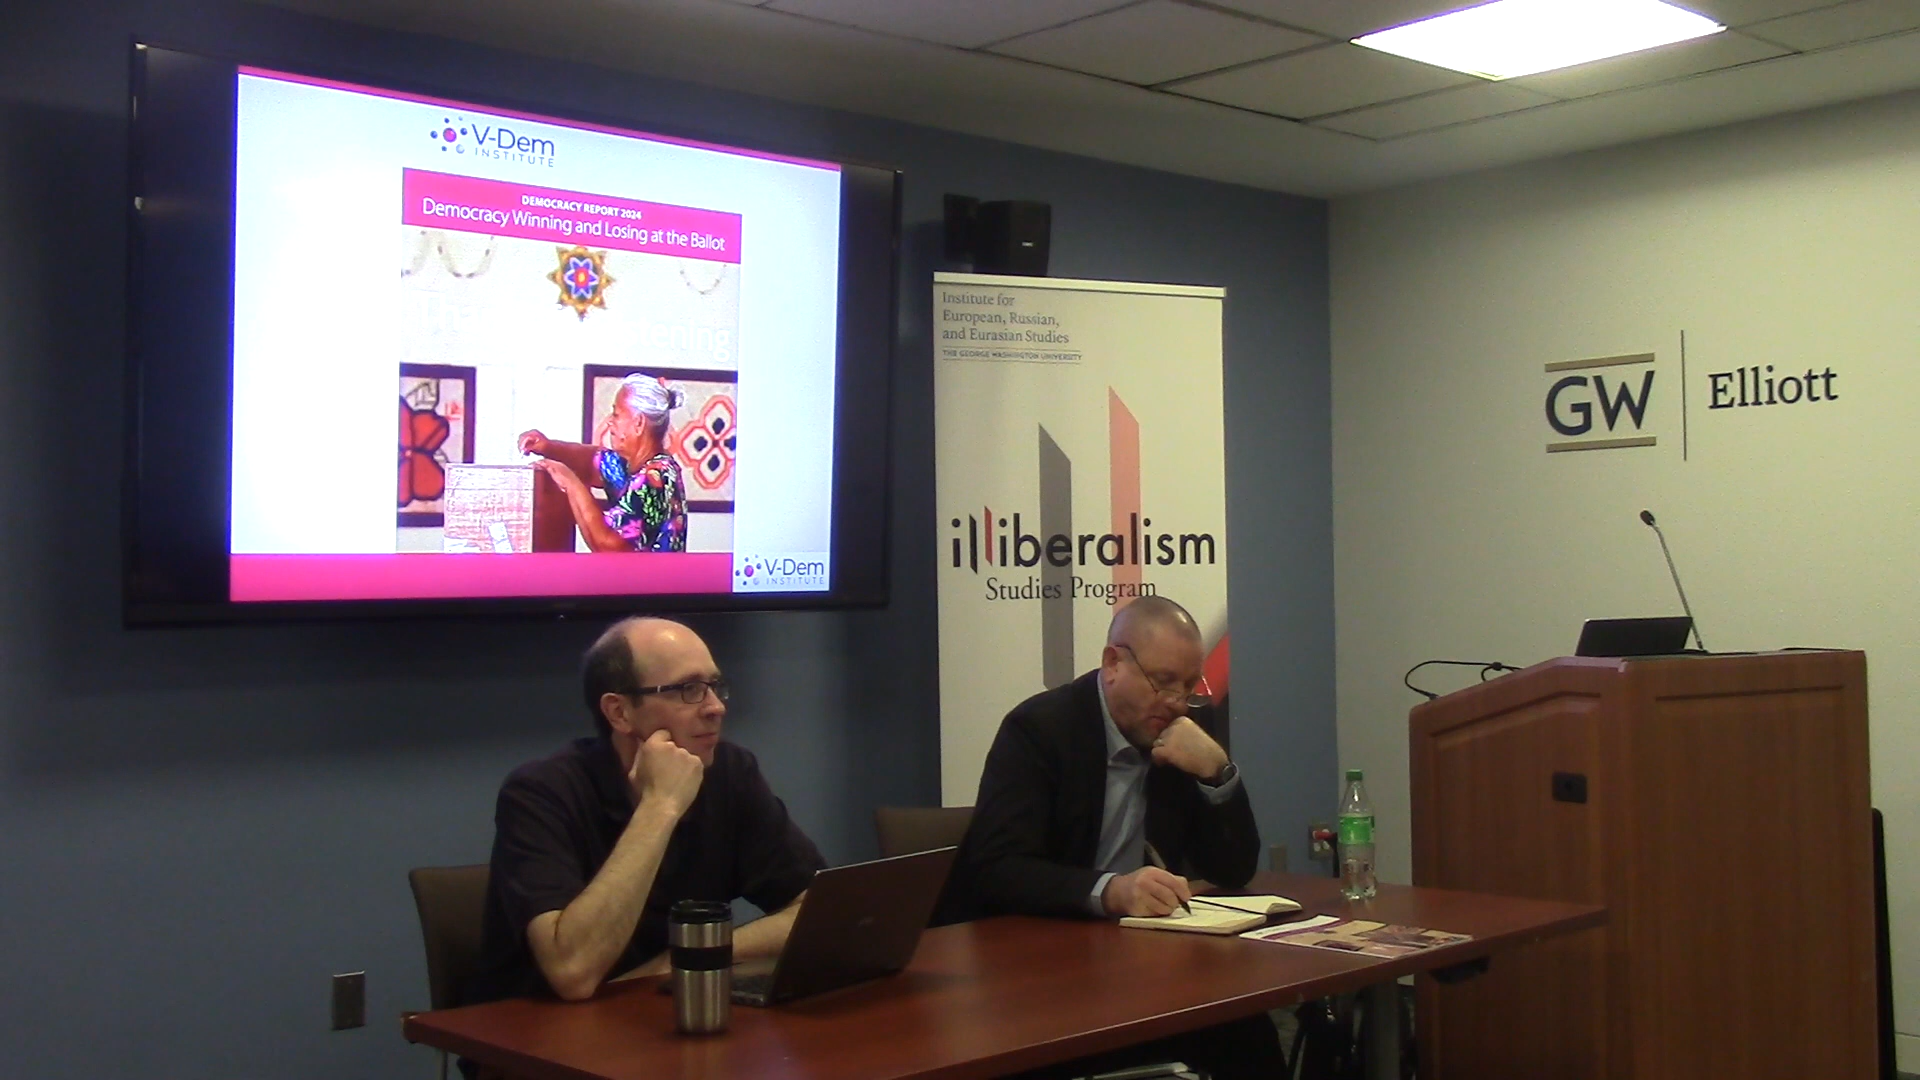 V-Dem
INSTITUTE
DEMOCRACY REPORT 2024
Democracy Winning and Losing at the Ballot
V-Dem
INSTITUTE
Institute for
European, Russian,
and Eurasian Studies
THE GEORGE WASHINGTON UNIVERSITY
illiberalism
Studies Program
GW
Elliott